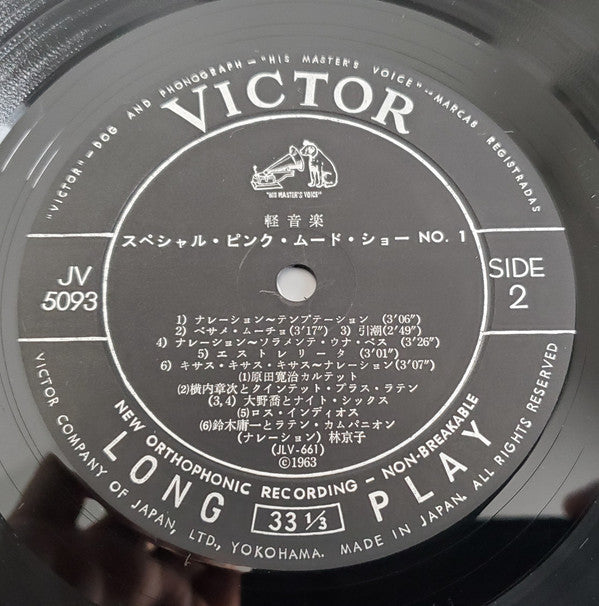 "VICTOR"—DOG AND PHONOGRAPH—"HIS MASTER'S VOICE"—MARCAS REGISTRADAS
VICTOR
"HIS MASTER'S VOICE"
軽音楽
スペシャル・ピンク・ムード・ショー NO. 1
JV
5093
SIDE
2
1) ナレーション〜テンプテーション (3′06″)
2) ベサメ・ムーチョ(3′17″) 3) 引潮(2′49″)
4) ナレーション〜ソラメンテ・ウナ・ベス (3′26″)
5) エストレリータ (3′01″)
6) キサス・キサス・キサス〜ナレーション(3′07″)
(1)原田寛治カルテット
(2)横内章次とクインテット・プラス・ラテン
(3,4) 大野喬とナイト・シックス
(5)ロス・インディオス
(6)鈴木庸一とラテン・カムパニオン
(ナレーション) 林京子
(JLV-661)
©1963
NEW ORTHOPHONIC RECORDING — NON-BREAKABLE
LONG PLAY
33 1/3
VICTOR COMPANY OF JAPAN, LTD., YOKOHAMA. MADE IN JAPAN. ALL RIGHTS RESERVED